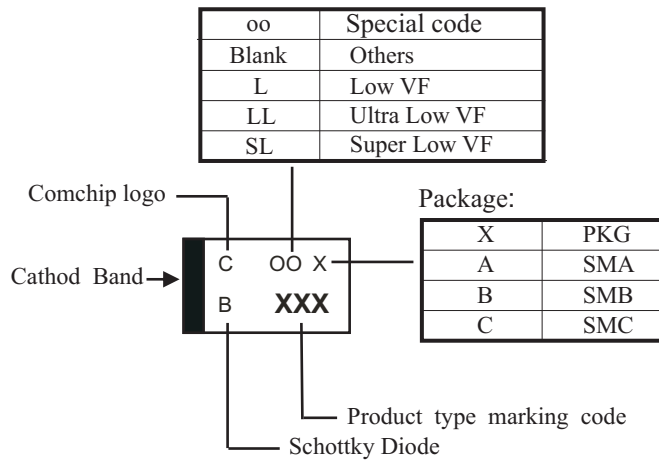 oo Special code
Blank Others
L Low VF
LL Ultra Low VF
SL Super Low VF
Comchip logo
Package:
X PKG
A SMA
B SMB
C SMC
Cathod Band
C OO X
B XXX
Product type marking code
Schottky Diode